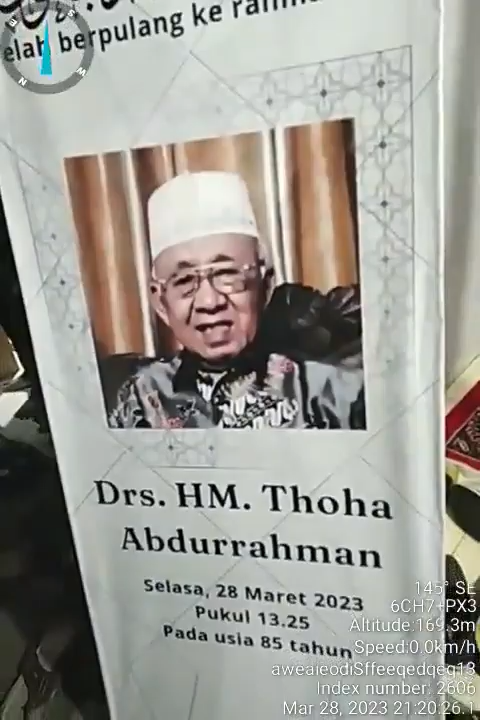 elah berpulang ke
Drs. HM. Thoha
Abdurrahman
Selasa, 28 Maret 2023
Pukul 13.25
Pada usia 85 tahun
145° SE
6CH7+PX3
Altitude:169.3m
Speed:0.0km/h
aweaieodiSffeeqedqeg13
Index number: 2606
Mar 28, 2023 21:20:26.1